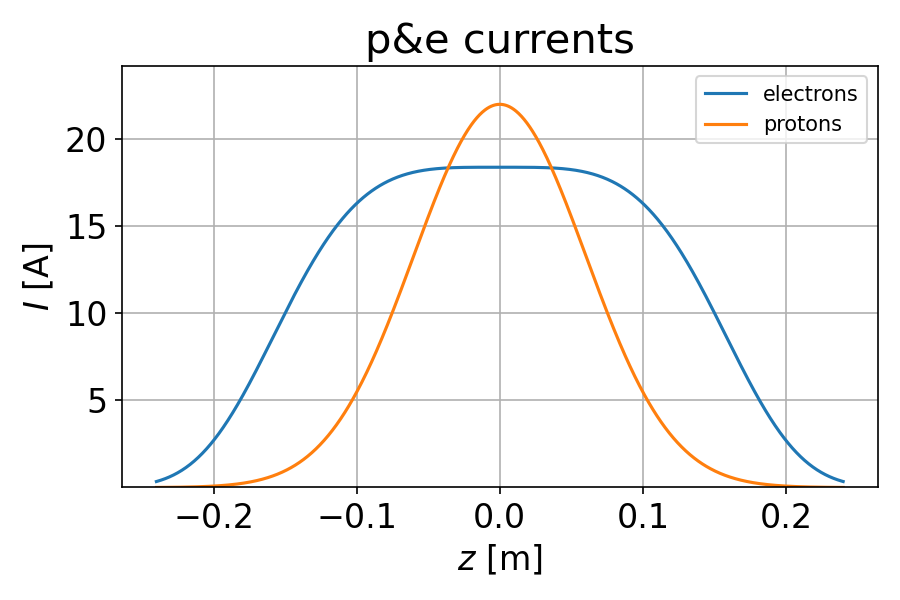 p&e currents
electrons
protons
20
15
10
5
I [A]
−0.2 −0.1 0.0 0.1 0.2
z [m]